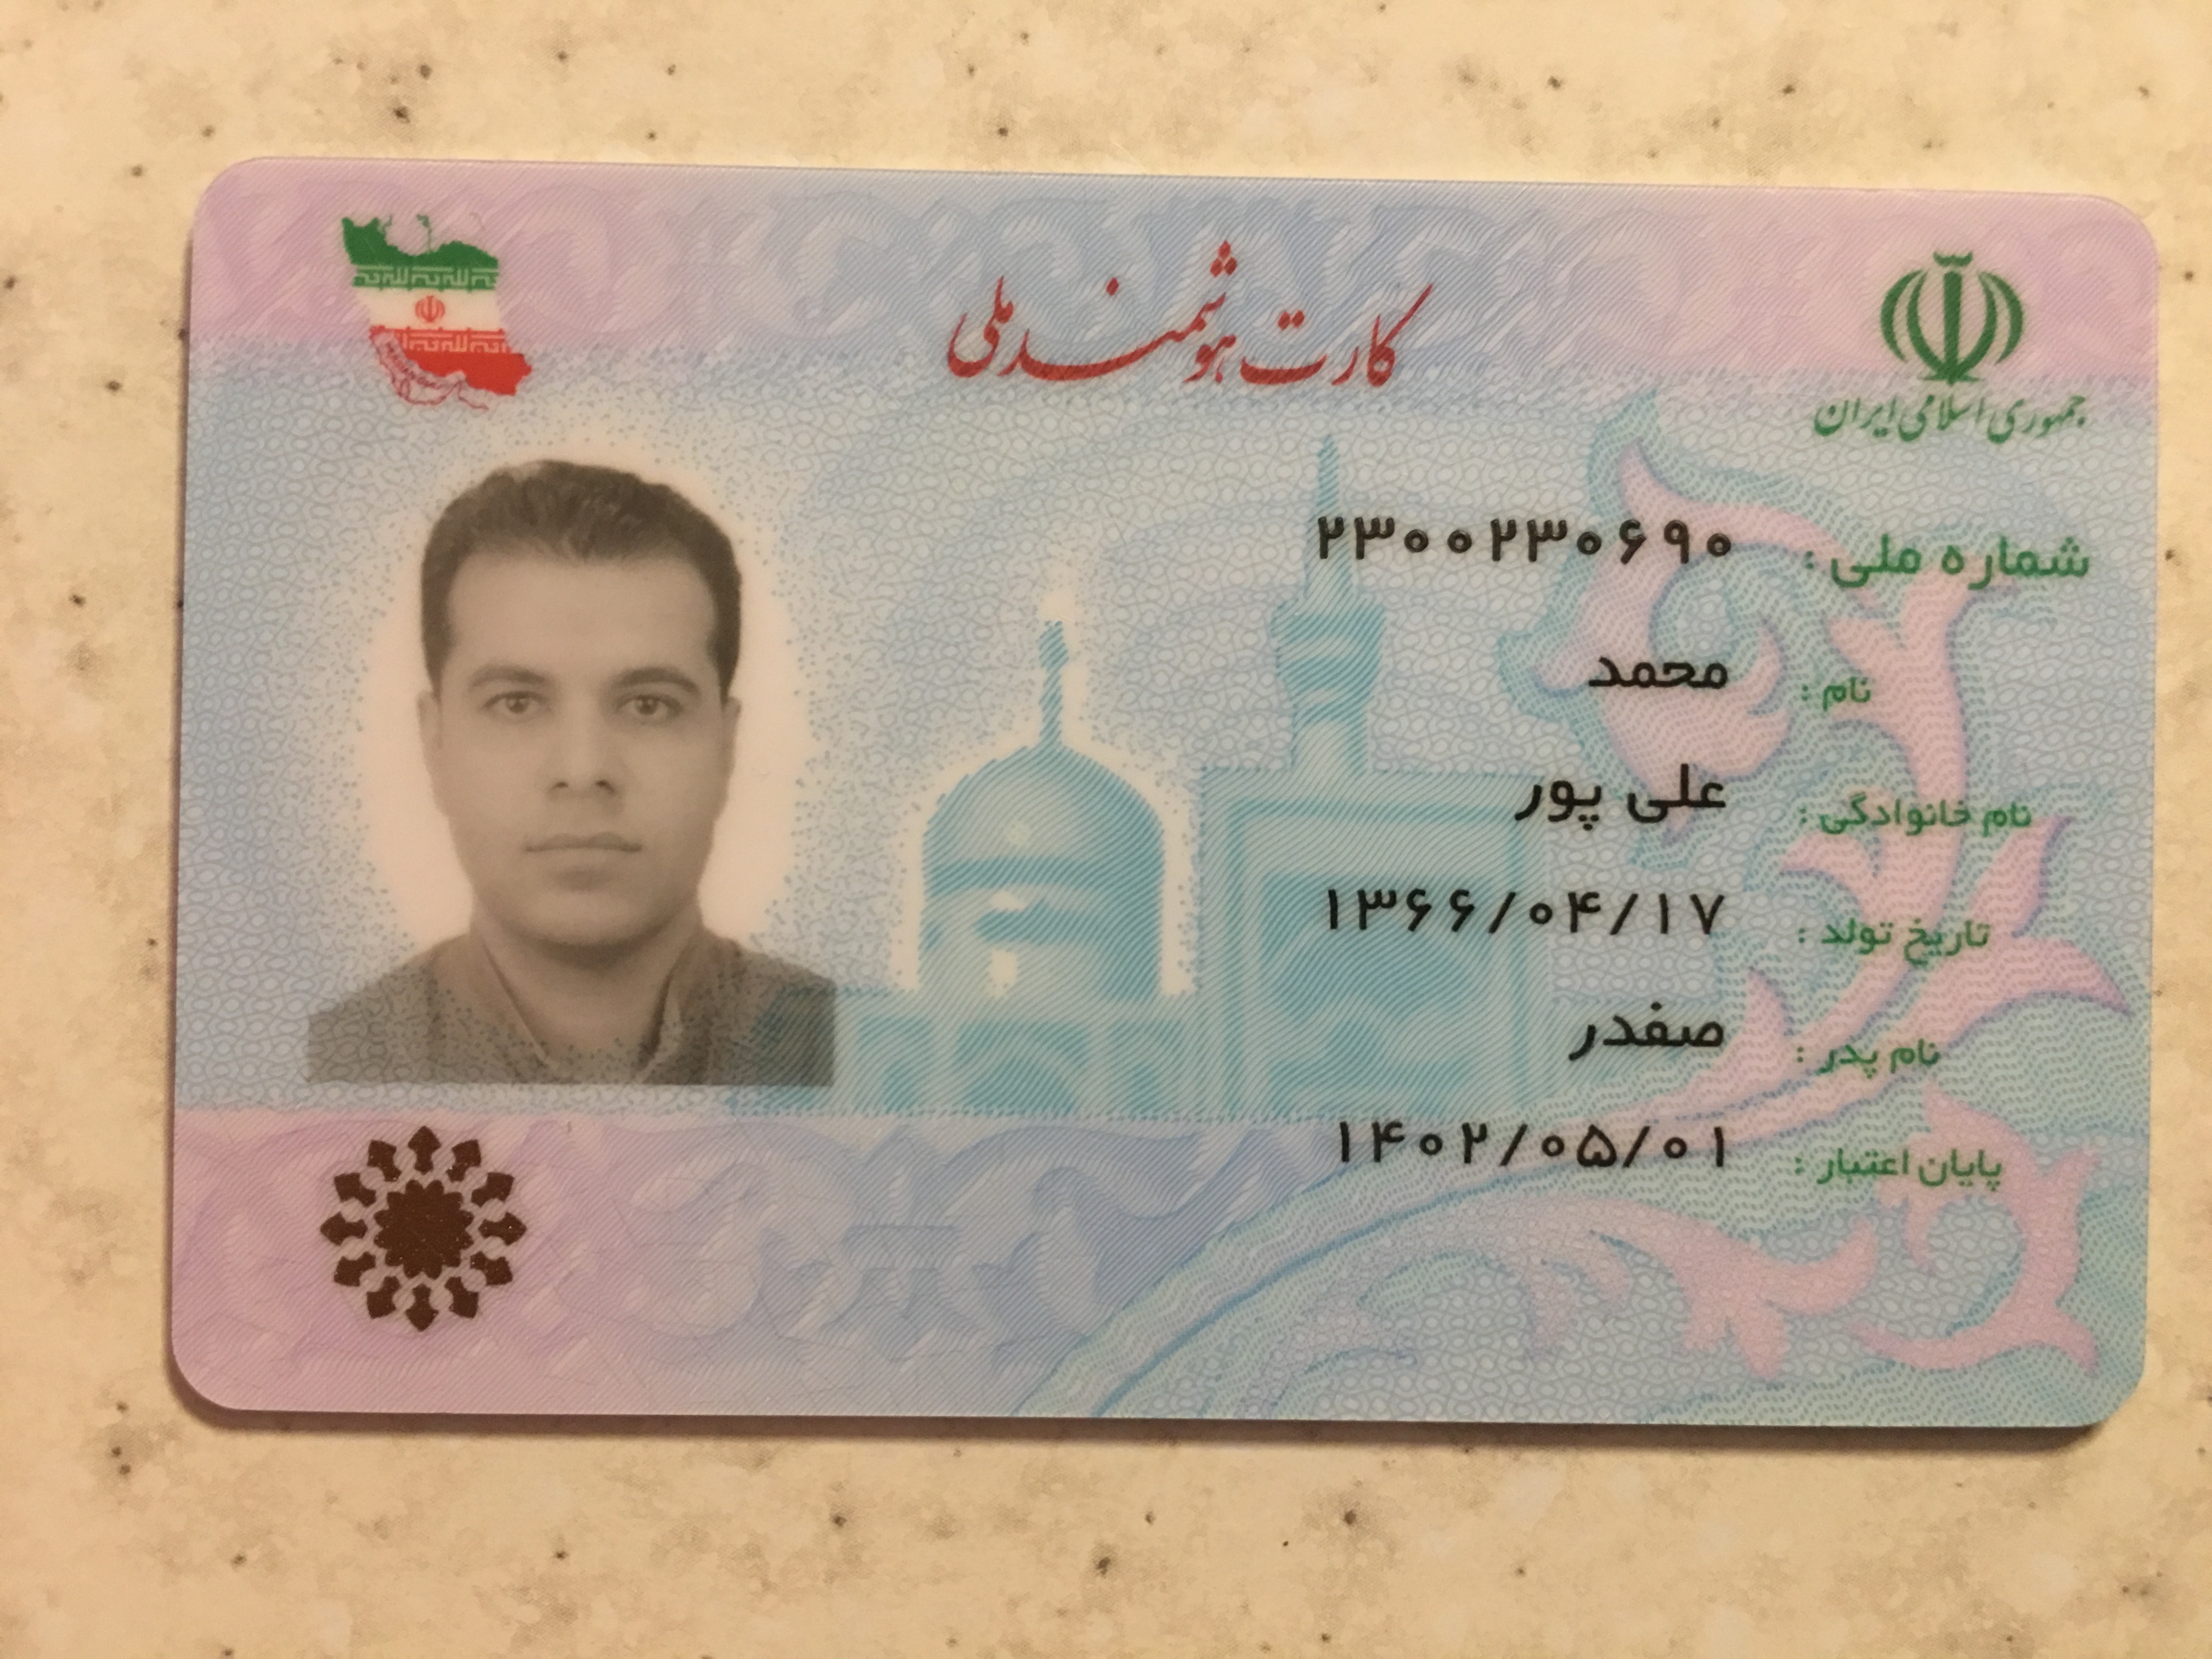 جمهوری اسلامی ایران
کارت هوشمند ملی
شماره ملی: ۲۳۰۰۲۳۰۶۹۰
نام: محمد
نام خانوادگی: علی پور
تاریخ تولد: ۱۳۶۶/۰۴/۱۷
نام پدر: صفدر
پایان اعتبار: ۱۴۰۲/۰۵/۰۱